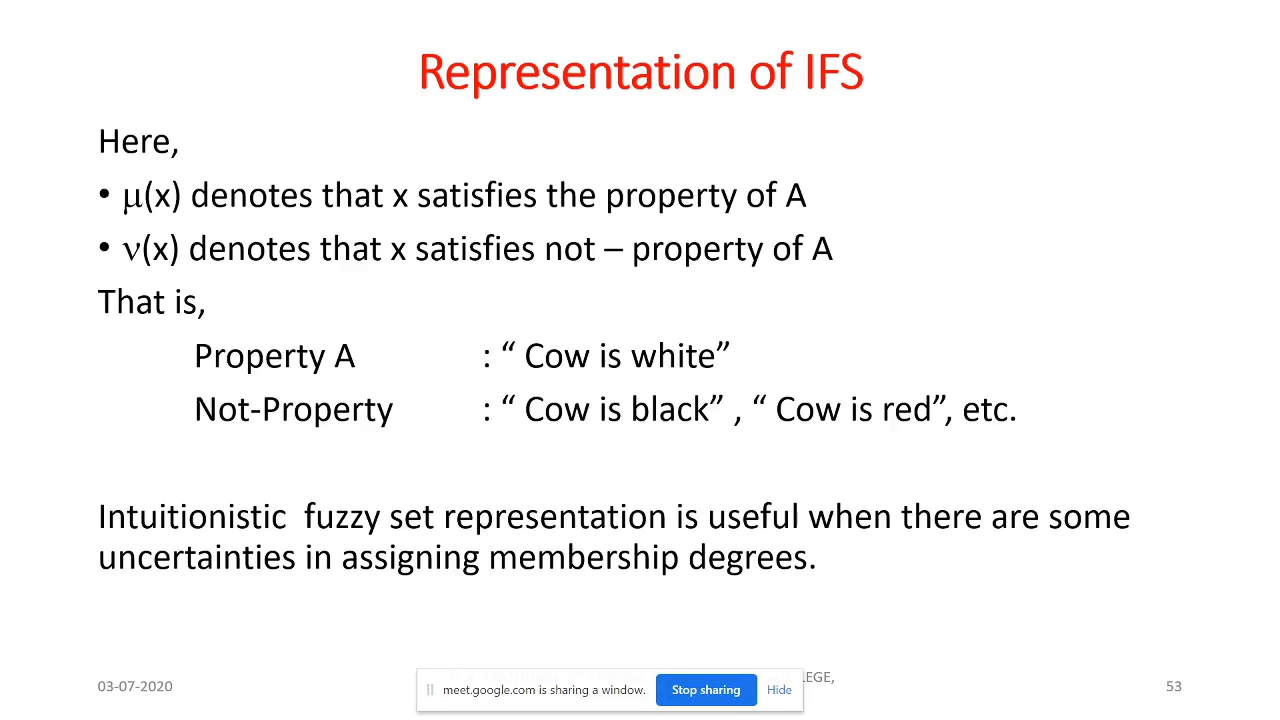 Representation of IFS
Here,
• μ(x) denotes that x satisfies the property of A
• ν(x) denotes that x satisfies not – property of A
That is,
Property A : “ Cow is white”
Not-Property : “ Cow is black” , “ Cow is red”, etc.
Intuitionistic fuzzy set representation is useful when there are some
uncertainties in assigning membership degrees.
03-07-2020
LEGE,
meet.google.com is sharing a window.
Stop sharing
Hide
53